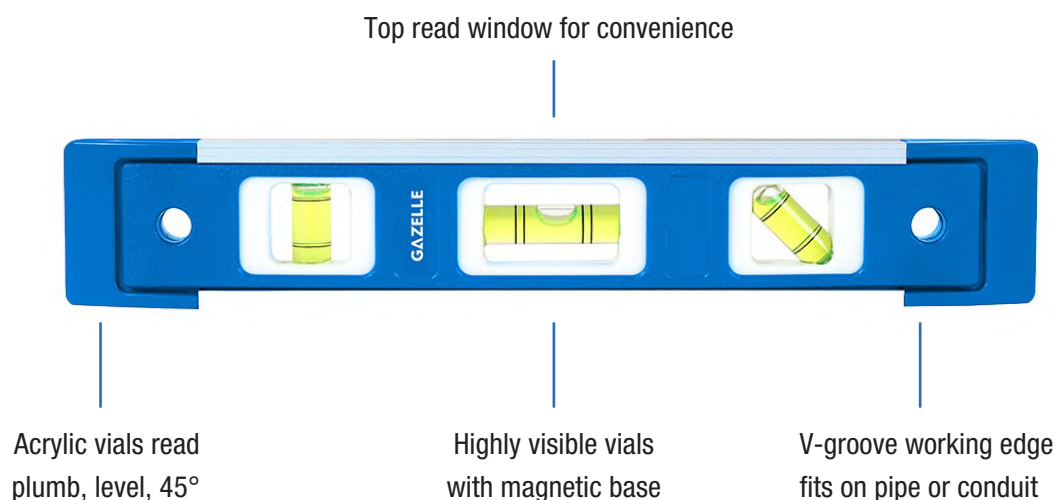 Top read window for convenience
GAZELLE
Acrylic vials read
plumb, level, 45°
Highly visible vials
with magnetic base
V-groove working edge
fits on pipe or conduit